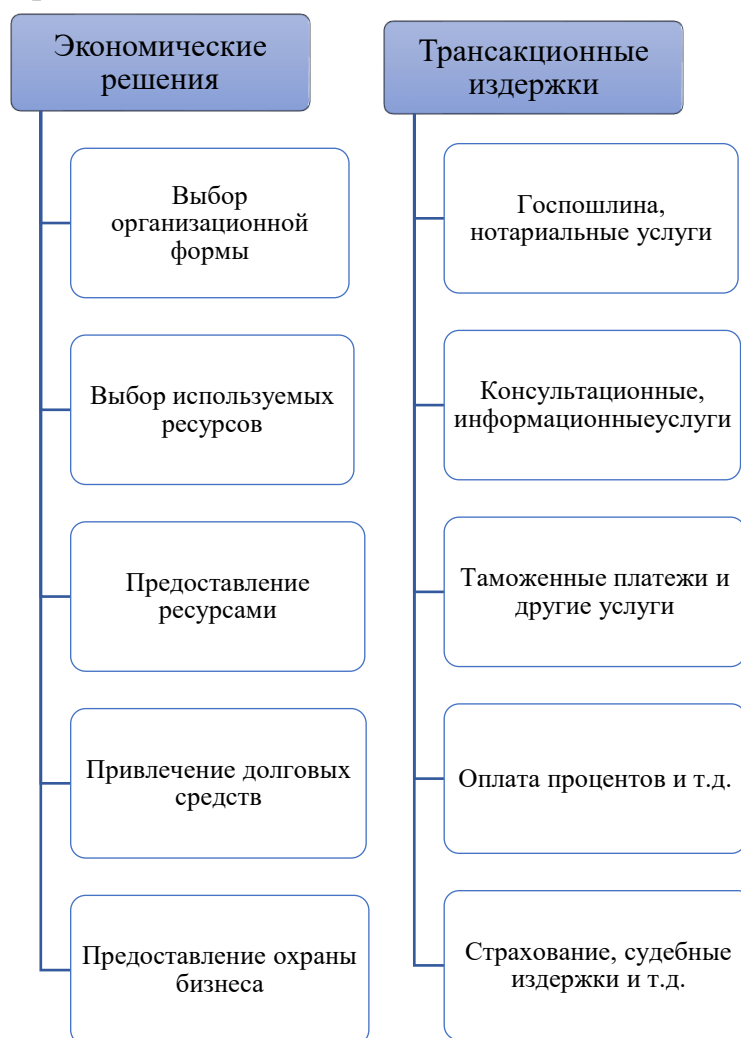 Экономические
решения
Выбор
организационной
формы
Выбор используемых
ресурсов
Предоставление
ресурсами
Привлечение долговых
средств
Предоставление охраны
бизнеса
Трансакционные
издержки
Госпошлина,
нотариальные услуги
Консультационные,
информационныеуслуги
Таможенные платежи и
другие услуги
Оплата процентов и т.д.
Страхование, судебные
издержки и т.д.